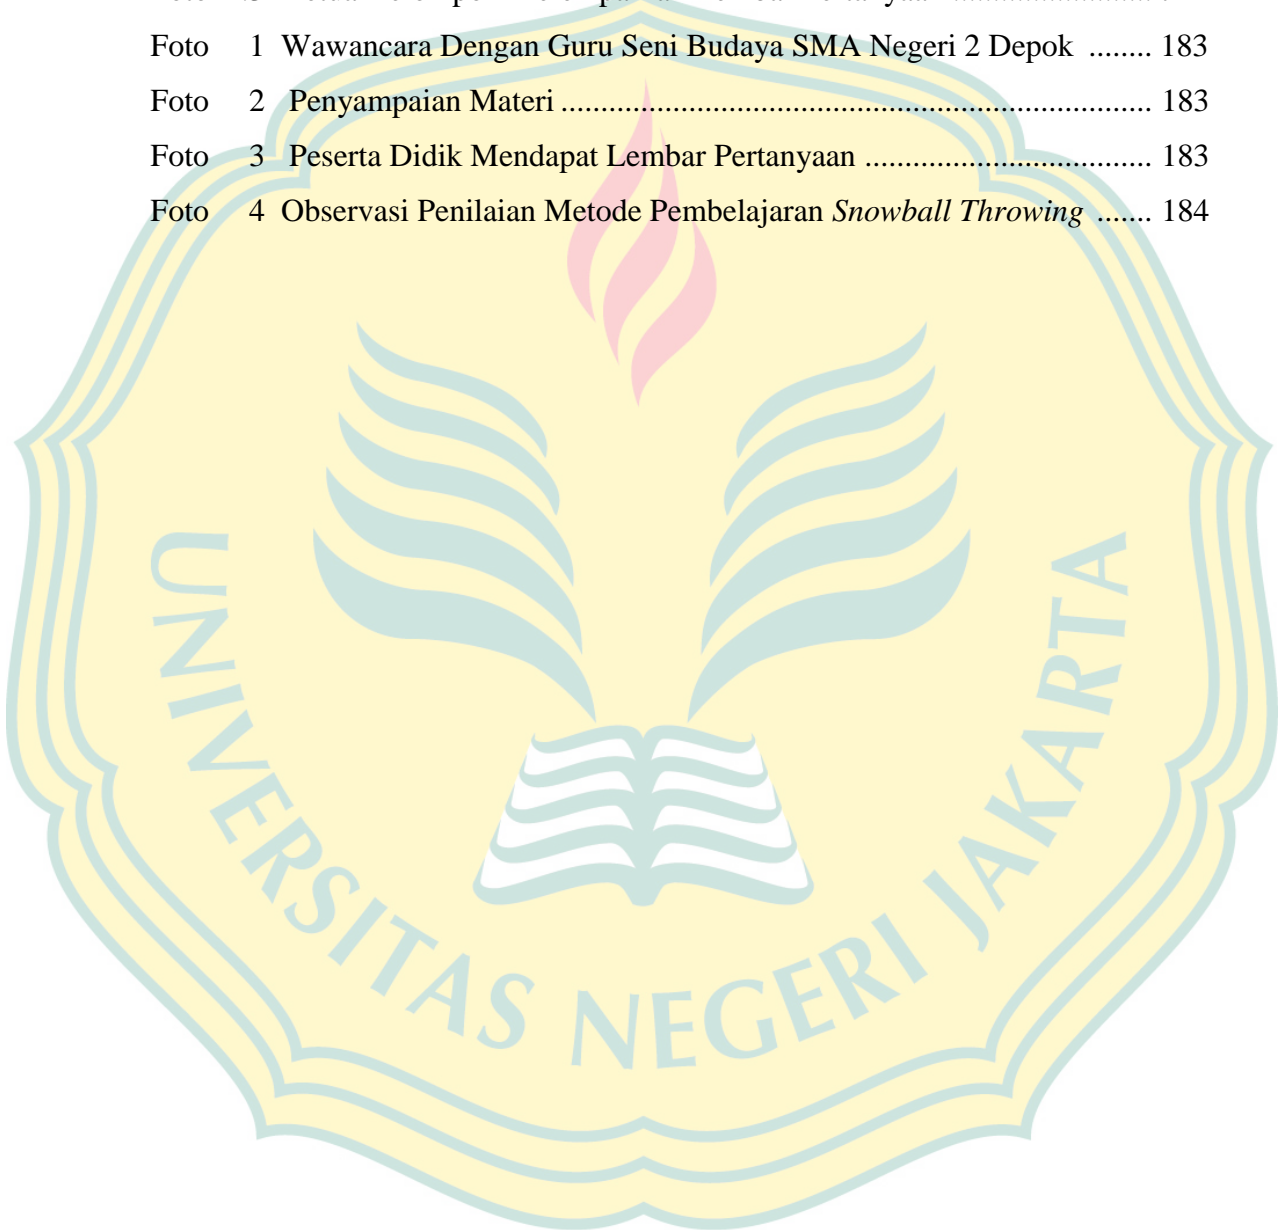 Foto 1 Wawancara Dengan Guru Seni Budaya SMA Negeri 2 Depok ........ 183
Foto 2 Penyampaian Materi ........................................................................... 183
Foto 3 Peserta Didik Mendapat Lembar Pertanyaan ..................................... 183
Foto 4 Observasi Penilaian Metode Pembelajaran Snowball Throwing ....... 184
UNIVERSITAS NEGERI JAKARTA